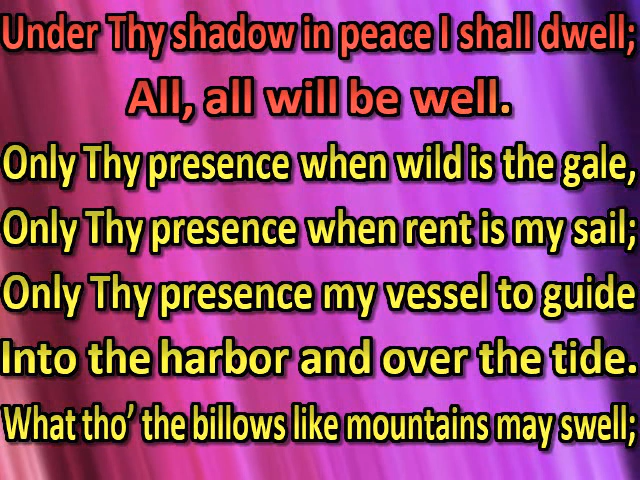 Under Thy shadow in peace I shall dwell;
All, all will be well.
Only Thy presence when wild is the gale,
Only Thy presence when rent is my sail;
Only Thy presence my vessel to guide
Into the harbor and over the tide.
What tho' the billows like mountains may swell;